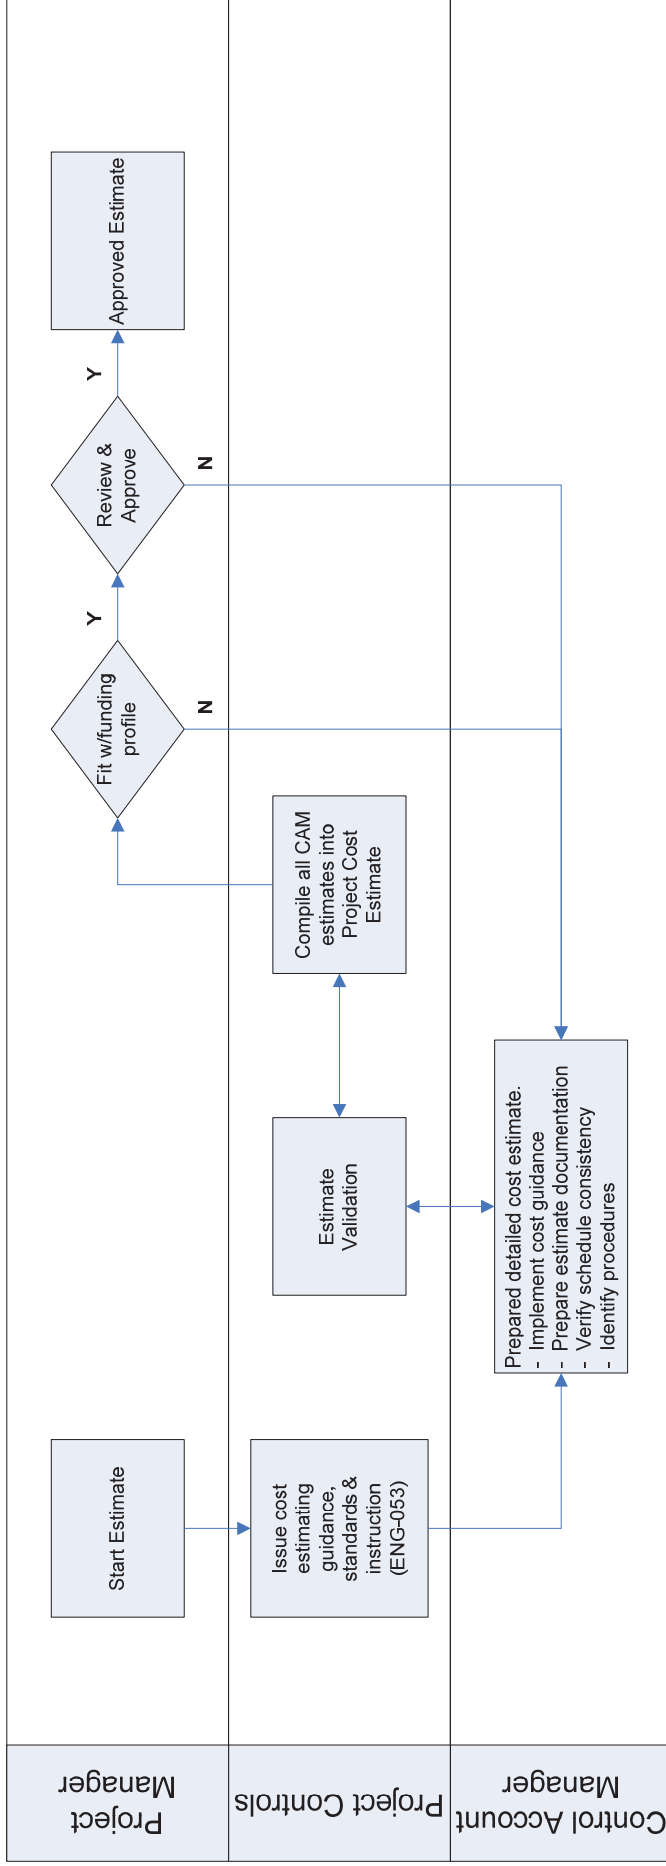 Project
Manager
Start Estimate
Fit w/funding
profile
Y
N
Review &
Approve
Y
N
Approved Estimate
Project Controls
Issue cost
estimating
guidance,
standards &
instruction
(ENG-053)
Estimate
Validation
Compile all CAM
estimates into
Project Cost
Estimate
Control Account
Manager
Prepared detailed cost estimate.
- Implement cost guidance
- Prepare estimate documentation
- Verify schedule consistency
- Identify procedures